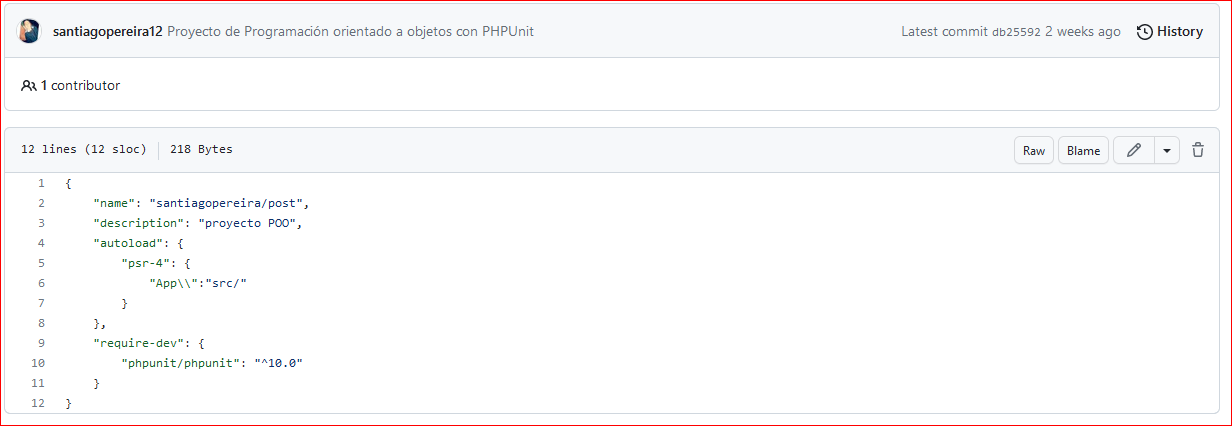 santiagopereira12 Proyecto de Programación orientado a objetos con PHPUnit Latest commit db25592 2 weeks ago History
1 contributor
12 lines (12 sloc) 218 Bytes Raw Blame
1 {
2 "name": "santiagopereira/post",
3 "description": "proyecto POO",
4 "autoload": {
5 "psr-4": {
6 "App\\":"src/"
7 }
8 },
9 "require-dev": {
10 "phpunit/phpunit": "^10.0"
11 }
12 }